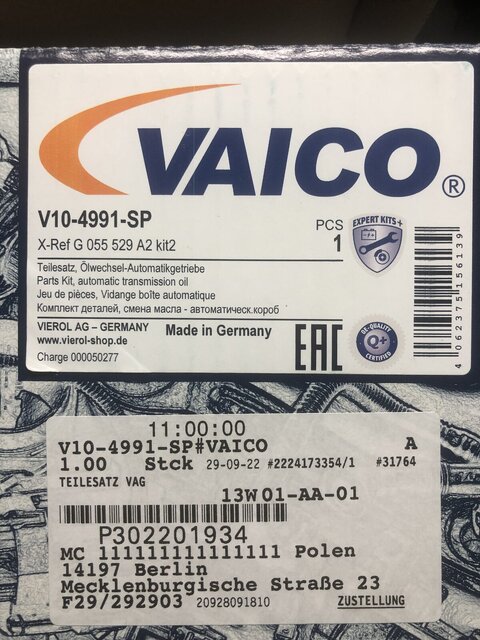 VAICO®
V10-4991-SP
X-Ref G 055 529 A2 kit2
PCS
1
EXPERT KITS+
Teilesatz, Ölwechsel-Automatikgetriebe
Parts Kit, automatic transmission oil
Jeu de pièces, Vidange boîte automatique
Комплект деталей, смена масла - автоматическ.короб
VIEROL AG – GERMANY
www.vierol-shop.de
Made in Germany
Charge 000050277
EAC
OE-QUALITY
Q+
CERTIFIED
4 062375 156139
11:00:00
V10-4991-SP#VAICO A
1.00 Stck 29-09-22 #2224173354/1 #31764
TEILESATZ VAG
13W01-AA-01
P302201934
MC 111111111111111 Polen
14197 Berlin
Mecklenburgische Straße 23
F29/292903 20928091810 ZUSTELLUNG